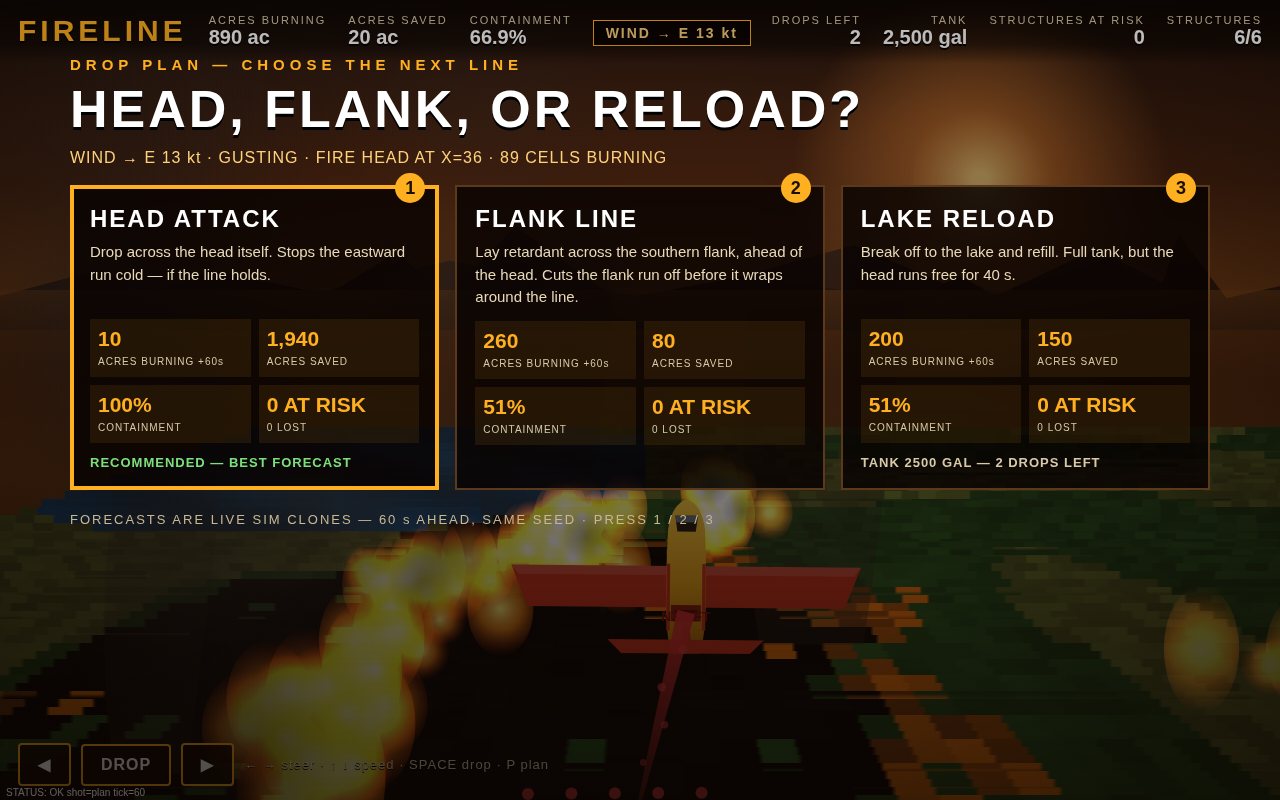 FIRELINE
ACRES BURNING
890 ac
ACRES SAVED
20 ac
CONTAINMENT
66.9%
WIND → E 13 kt
DROPS LEFT
2
TANK
2,500 gal
STRUCTURES AT RISK
0
STRUCTURES
6/6
DROP PLAN — CHOOSE THE NEXT LINE
HEAD, FLANK, OR RELOAD?
WIND → E 13 kt · GUSTING · FIRE HEAD AT X=36 · 89 CELLS BURNING
1
HEAD ATTACK
Drop across the head itself. Stops the eastward
run cold — if the line holds.
10
ACRES BURNING +60s
1,940
ACRES SAVED
100%
CONTAINMENT
0 AT RISK
0 LOST
RECOMMENDED — BEST FORECAST
2
FLANK LINE
Lay retardant across the southern flank, ahead of
the head. Cuts the flank run off before it wraps
around the line.
260
ACRES BURNING +60s
80
ACRES SAVED
51%
CONTAINMENT
0 AT RISK
0 LOST
3
LAKE RELOAD
Break off to the lake and refill. Full tank, but the
head runs free for 40 s.
200
ACRES BURNING +60s
150
ACRES SAVED
51%
CONTAINMENT
0 AT RISK
0 LOST
TANK 2500 GAL — 2 DROPS LEFT
FORECASTS ARE LIVE SIM CLONES — 60 s AHEAD, SAME SEED · PRESS 1 / 2 / 3
◀ DROP ▶ ← → steer · ↑ ↓ speed · SPACE drop · P plan
STATUS: OK shot=plan tick=60